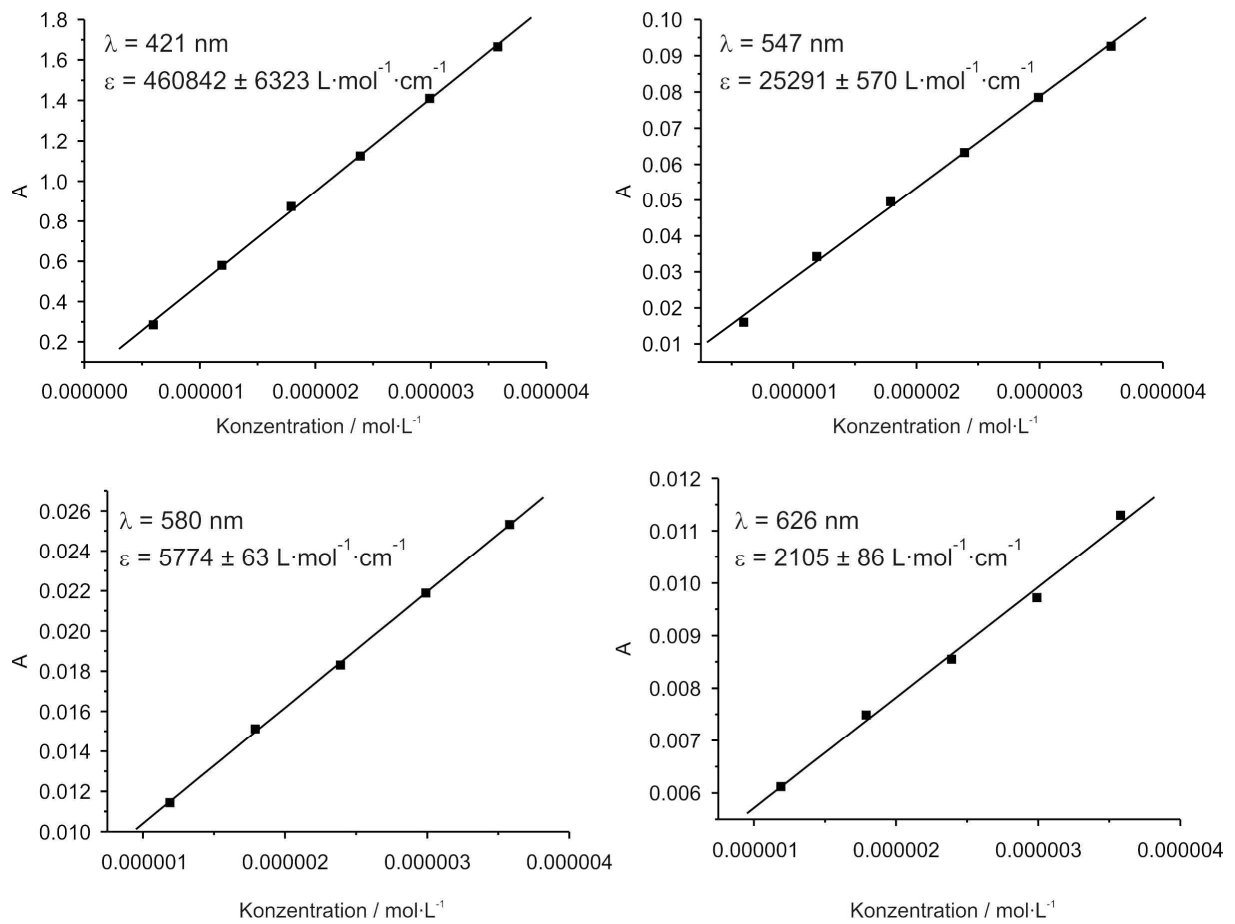 1.8
1.6
1.4
1.2
1.0
0.8
0.6
0.4
0.2
A
λ = 421 nm
ε = 460842 ± 6323 L·mol⁻¹·cm⁻¹
0.000000 0.000001 0.000002 0.000003 0.000004
Konzentration / mol·L⁻¹
0.10
0.09
0.08
0.07
0.06
0.05
0.04
0.03
0.02
0.01
A
λ = 547 nm
ε = 25291 ± 570 L·mol⁻¹·cm⁻¹
0.000001 0.000002 0.000003 0.000004
Konzentration / mol·L⁻¹
0.026
0.024
0.022
0.020
0.018
0.016
0.014
0.012
0.010
A
λ = 580 nm
ε = 5774 ± 63 L·mol⁻¹·cm⁻¹
0.000001 0.000002 0.000003 0.000004
Konzentration / mol·L⁻¹
0.012
0.011
0.010
0.009
0.008
0.007
0.006
A
λ = 626 nm
ε = 2105 ± 86 L·mol⁻¹·cm⁻¹
0.000001 0.000002 0.000003 0.000004
Konzentration / mol·L⁻¹